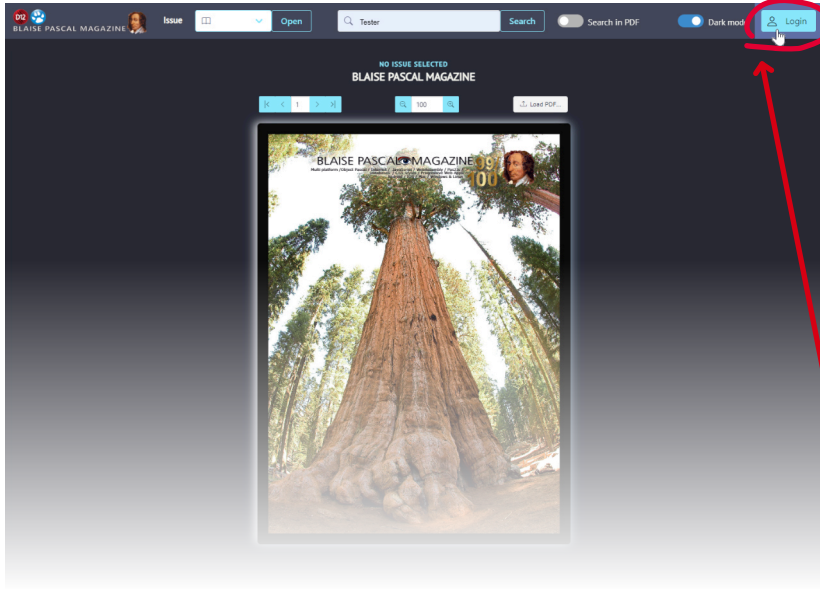 D12
BLAISE PASCAL MAGAZINE
Issue
Open
Tester
Search
Search in PDF
Dark mod
Login
NO ISSUE SELECTED
BLAISE PASCAL MAGAZINE
1
100
Load PDF...
BLAISE PASCAL MAGAZINE 99
100